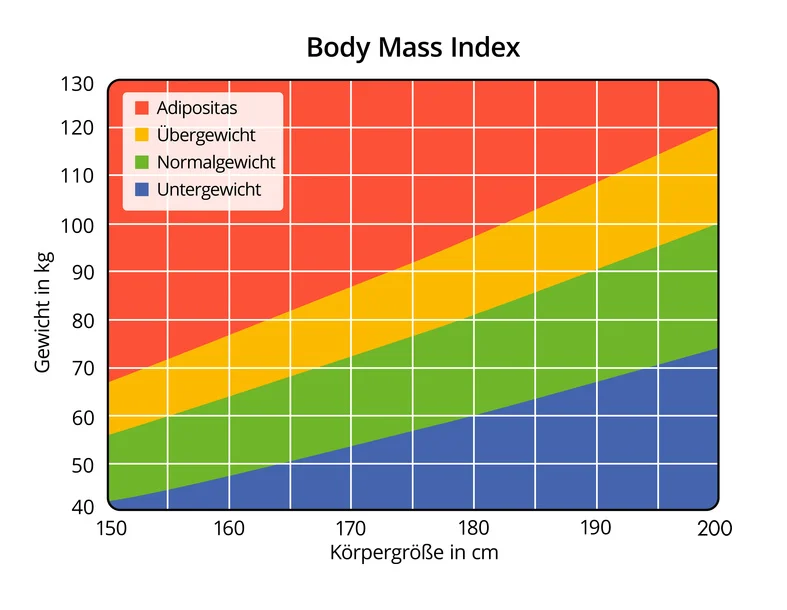 Body Mass Index
Adipositas
Übergewicht
Normalgewicht
Untergewicht
Gewicht in kg
130
120
110
100
90
80
70
60
50
40
150 160 170 180 190 200
Körpergröße in cm